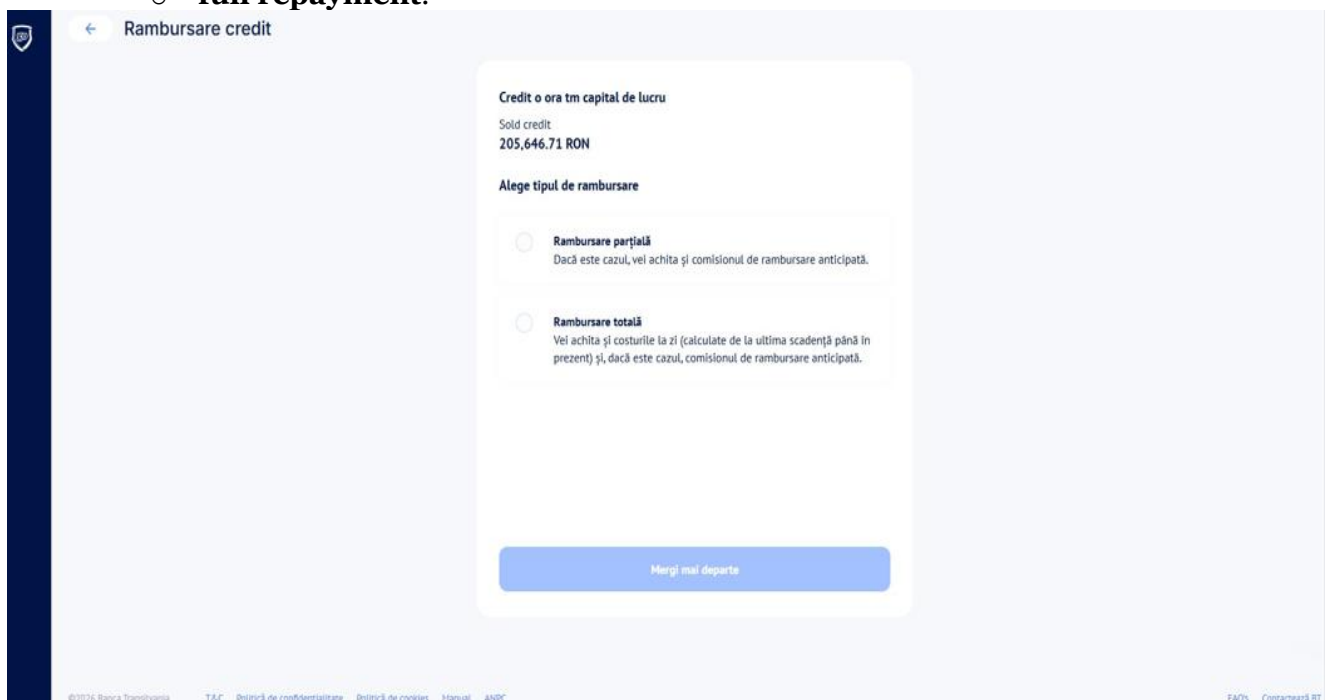 full repayment.
Rambursare credit
Credit o ora tm capital de lucru
Sold credit
205,646.71 RON
Alege tipul de rambursare
Rambursare parțială
Dacă este cazul, vei achita și comisionul de rambursare anticipată.
Rambursare totală
Vei achita și costurile la zi (calculate de la ultima scadență până în
prezent) și, dacă este cazul, comisionul de rambursare anticipată.
Mergi mai departe
©2026 Banca Transilvania T&C Politică de confidențialitate Politică de cookies Manual ANPC FAQs Contactează BT